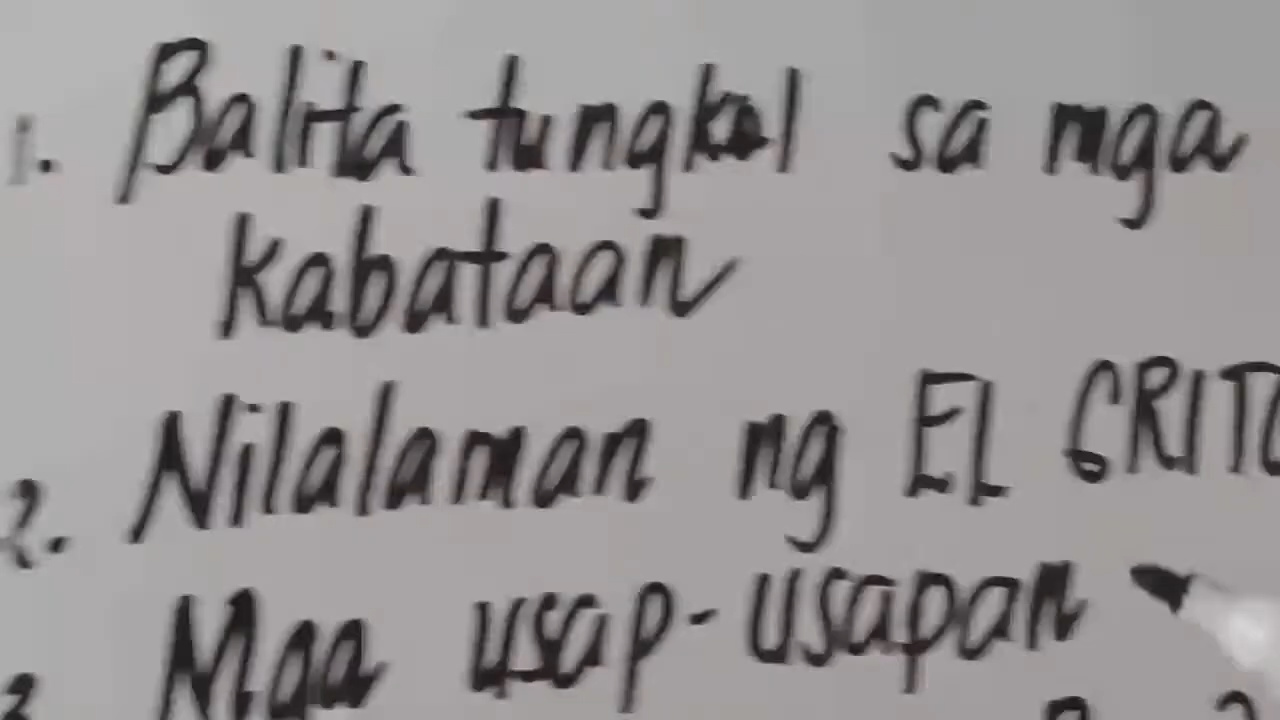 1. Balita tungkol sa mga
kabataan
2. Nilalaman ng EL GRITO
3. Mga usap-usapan